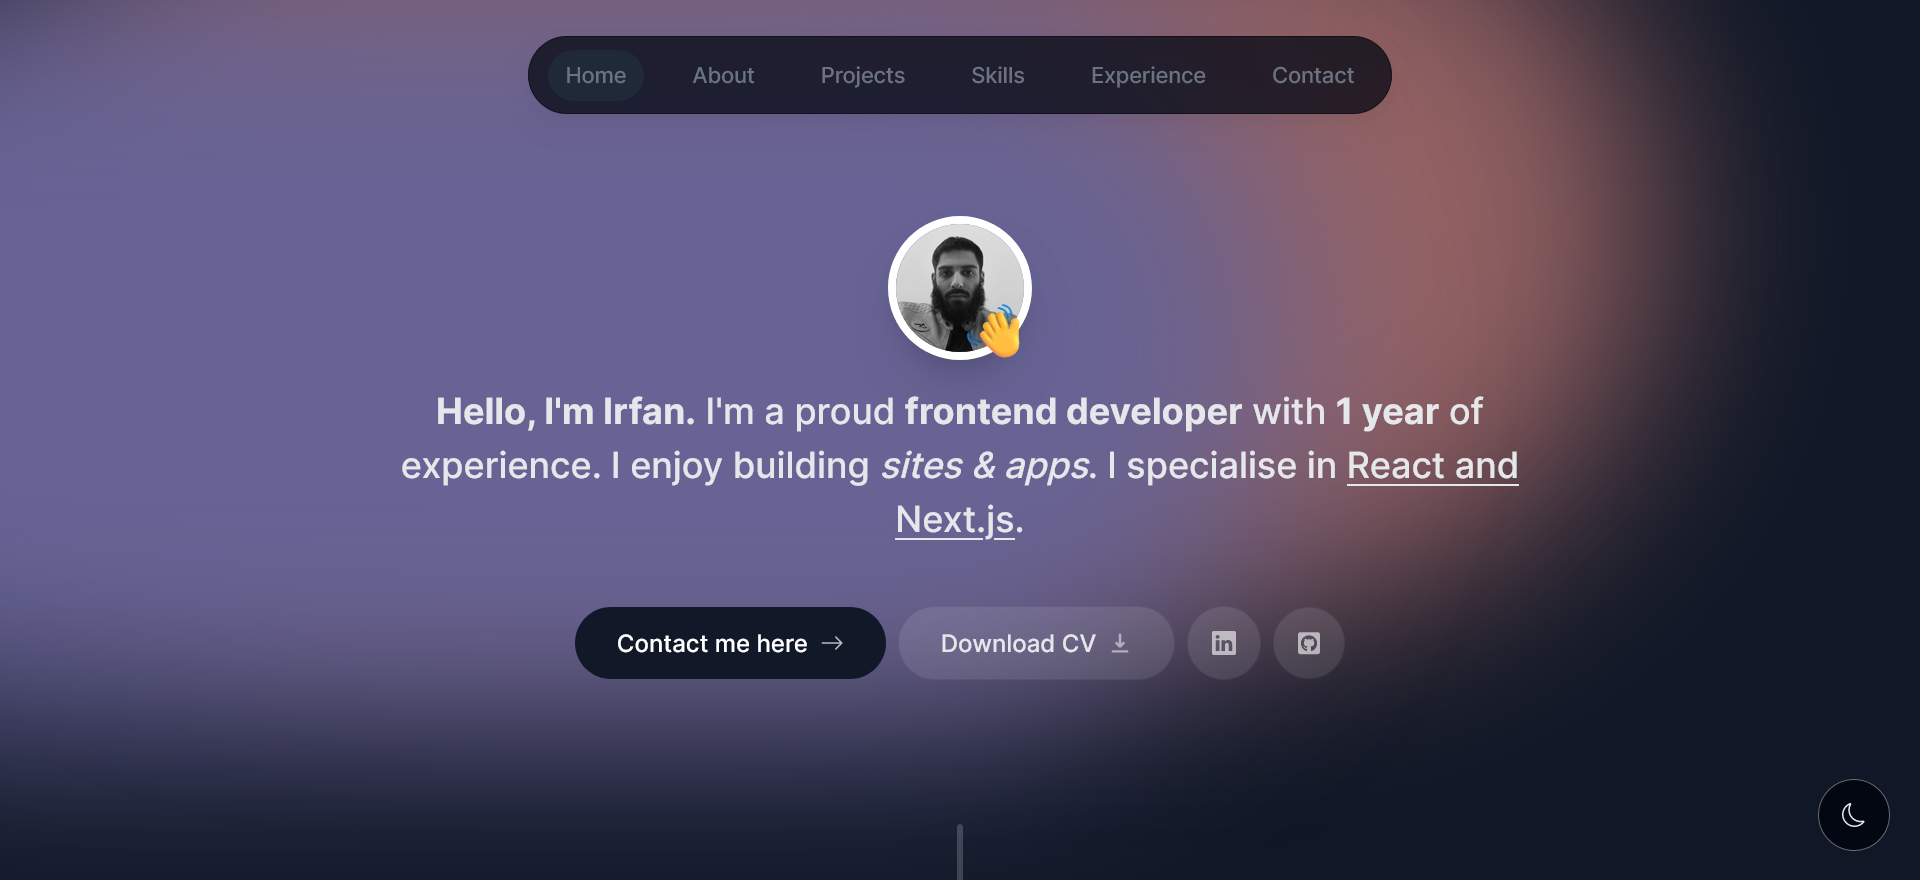 Home About Projects Skills Experience Contact
Hello, I'm Irfan. I'm a proud frontend developer with 1 year of
experience. I enjoy building sites & apps. I specialise in React and
Next.js.
Contact me here Download CV in